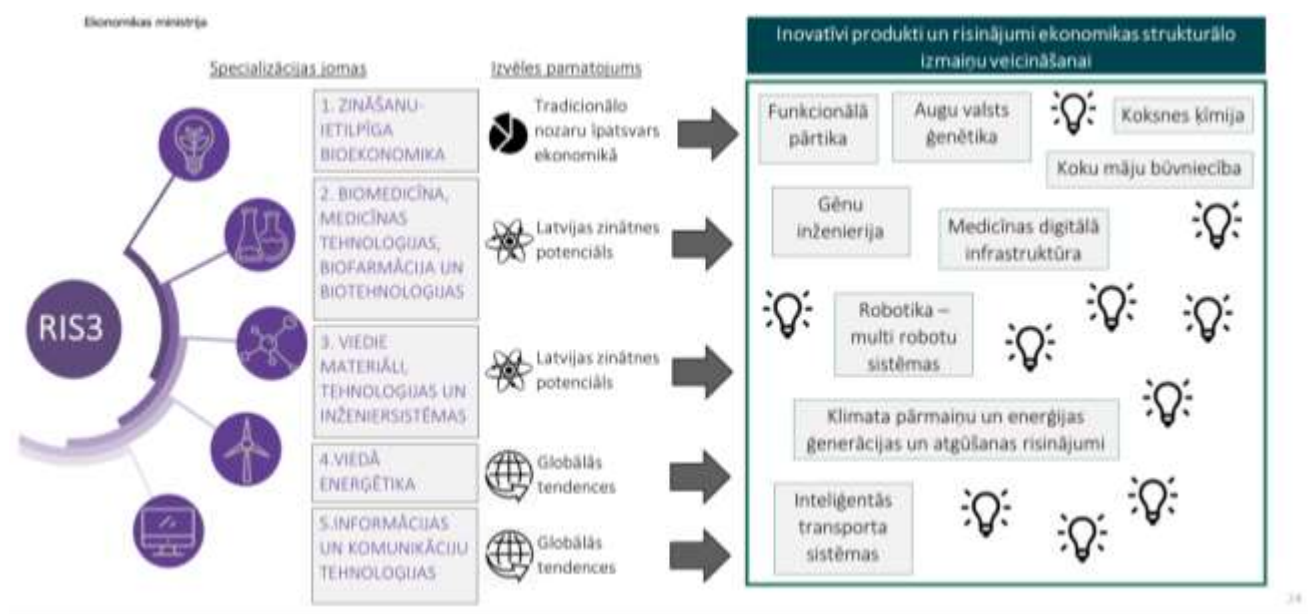 Ekonomikas ministrija
Specializācijas jomas
Izvēles pamatojums
Inovatīvi produkti un risinājumi ekonomikas strukturālo
izmaiņu veicināšanai
RIS3
1. ZINĀŠANU-
IETILPĪGA
BIOEKONOMIKA
Tradicionālo
nozaru īpatsvars
ekonomikā
2. BIOMEDICĪNA,
MEDICĪNAS
TEHNOLOĢIJAS,
BIOFARMĀCIJA UN
BIOTEHNOLOĢIJAS
Latvijas zinātnes
potenciāls
3. VIEDIE
MATERIĀLI,
TEHNOLOĢIJAS UN
INŽENIERSISTĒMAS
Latvijas zinātnes
potenciāls
4.VIEDĀ
ENERĢĒTIKA
Globālās
tendences
5.INFORMĀCIJAS
UN KOMUNIKĀCIJU
TEHNOLOĢIJAS
Globālās
tendences
Funkcionālā
pārtika
Augu valsts
ģenētika
Koksnes ķīmija
Koku māju būvniecība
Gēnu
inženierija
Medicīnas digitālā
infrastruktūra
Robotika –
multi robotu
sistēmas
Klimata pārmaiņu un enerģijas
ģenerācijas un atgūšanas risinājumi
Inteliģentās
transporta
sistēmas
24